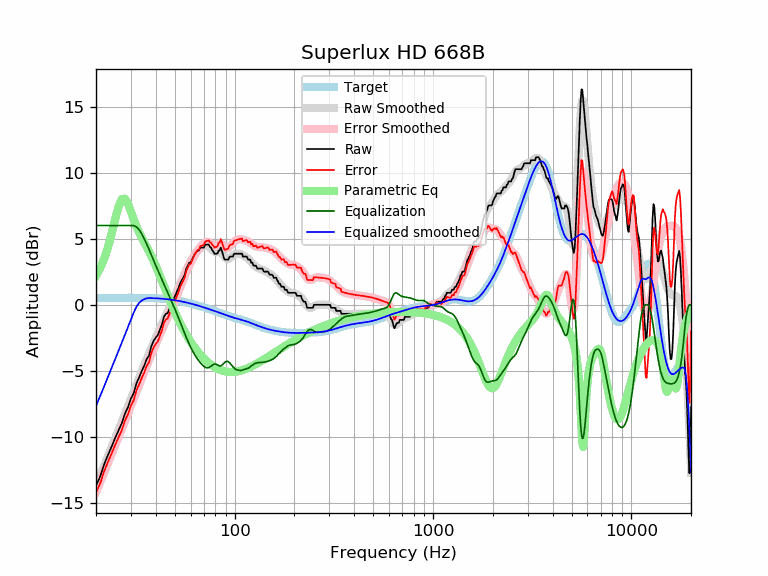 Superlux HD 668B
Target
Raw Smoothed
Error Smoothed
Raw
Error
Parametric Eq
Equalization
Equalized smoothed
15
10
5
0
−5
−10
−15
Amplitude (dBr)
100
1000
10000
Frequency (Hz)